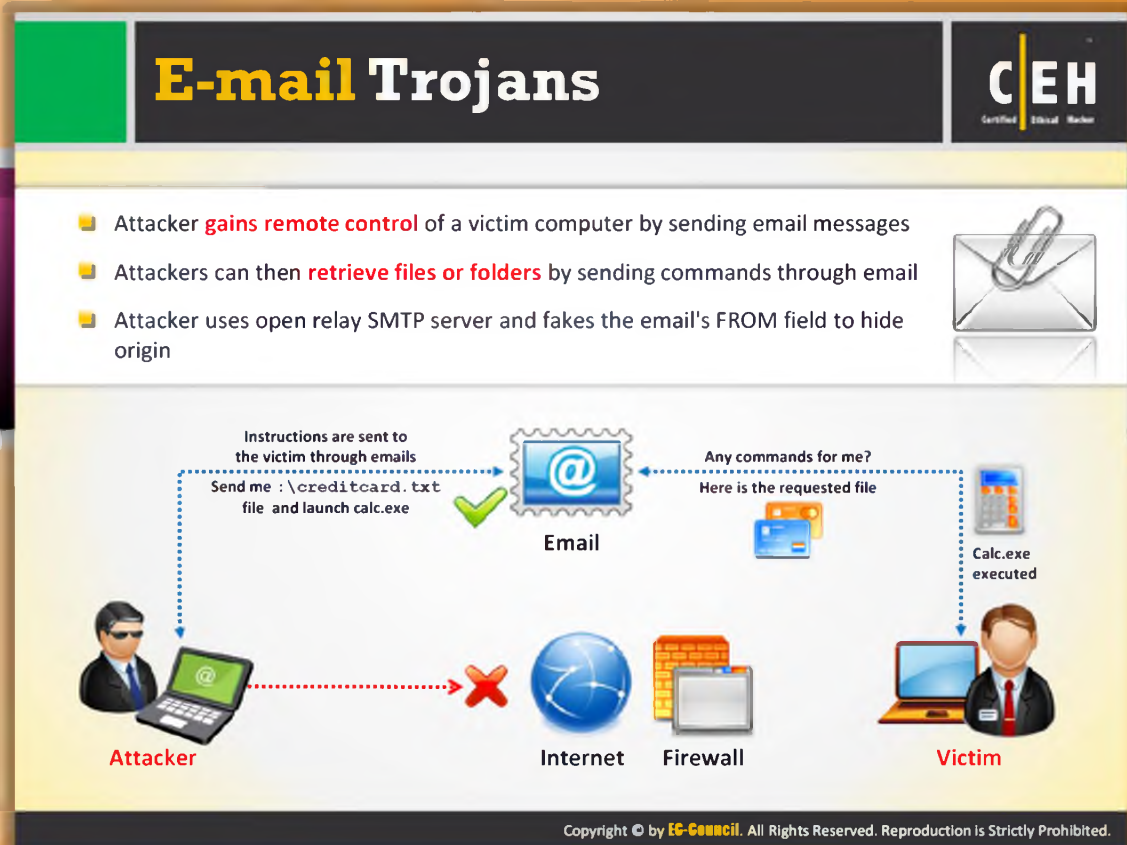 E-mail Trojans
C|EH
Certified Ethical Hacker
Attacker gains remote control of a victim computer by sending email messages
Attackers can then retrieve files or folders by sending commands through email
Attacker uses open relay SMTP server and fakes the email's FROM field to hide
origin
Instructions are sent to
the victim through emails
Send me :\creditcard.txt
file and launch calc.exe
@
Email
Any commands for me?
Here is the requested file
Calc.exe
executed
@
Attacker
Internet
Firewall
Victim
Copyright © by EC-Council. All Rights Reserved. Reproduction is Strictly Prohibited.